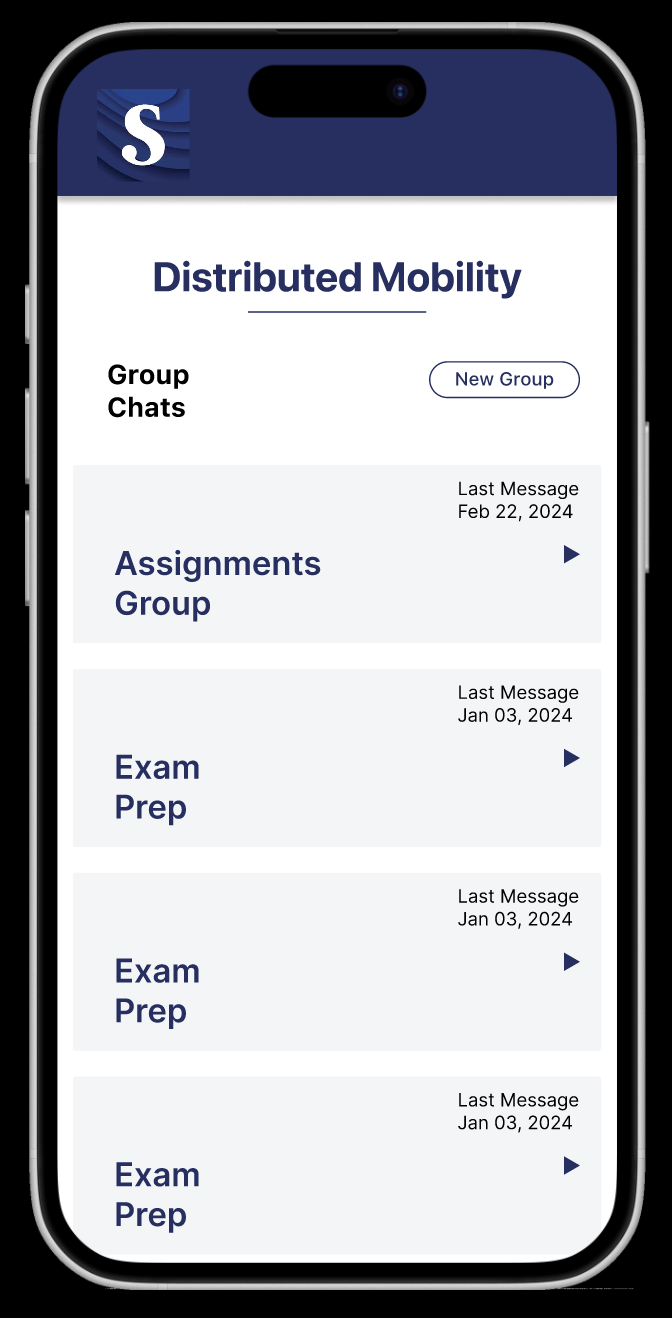 S
Distributed Mobility
Group
Chats
New Group
Last Message
Feb 22, 2024
Assignments
Group
Last Message
Jan 03, 2024
Exam
Prep
Last Message
Jan 03, 2024
Exam
Prep
Last Message
Jan 03, 2024
Exam
Prep